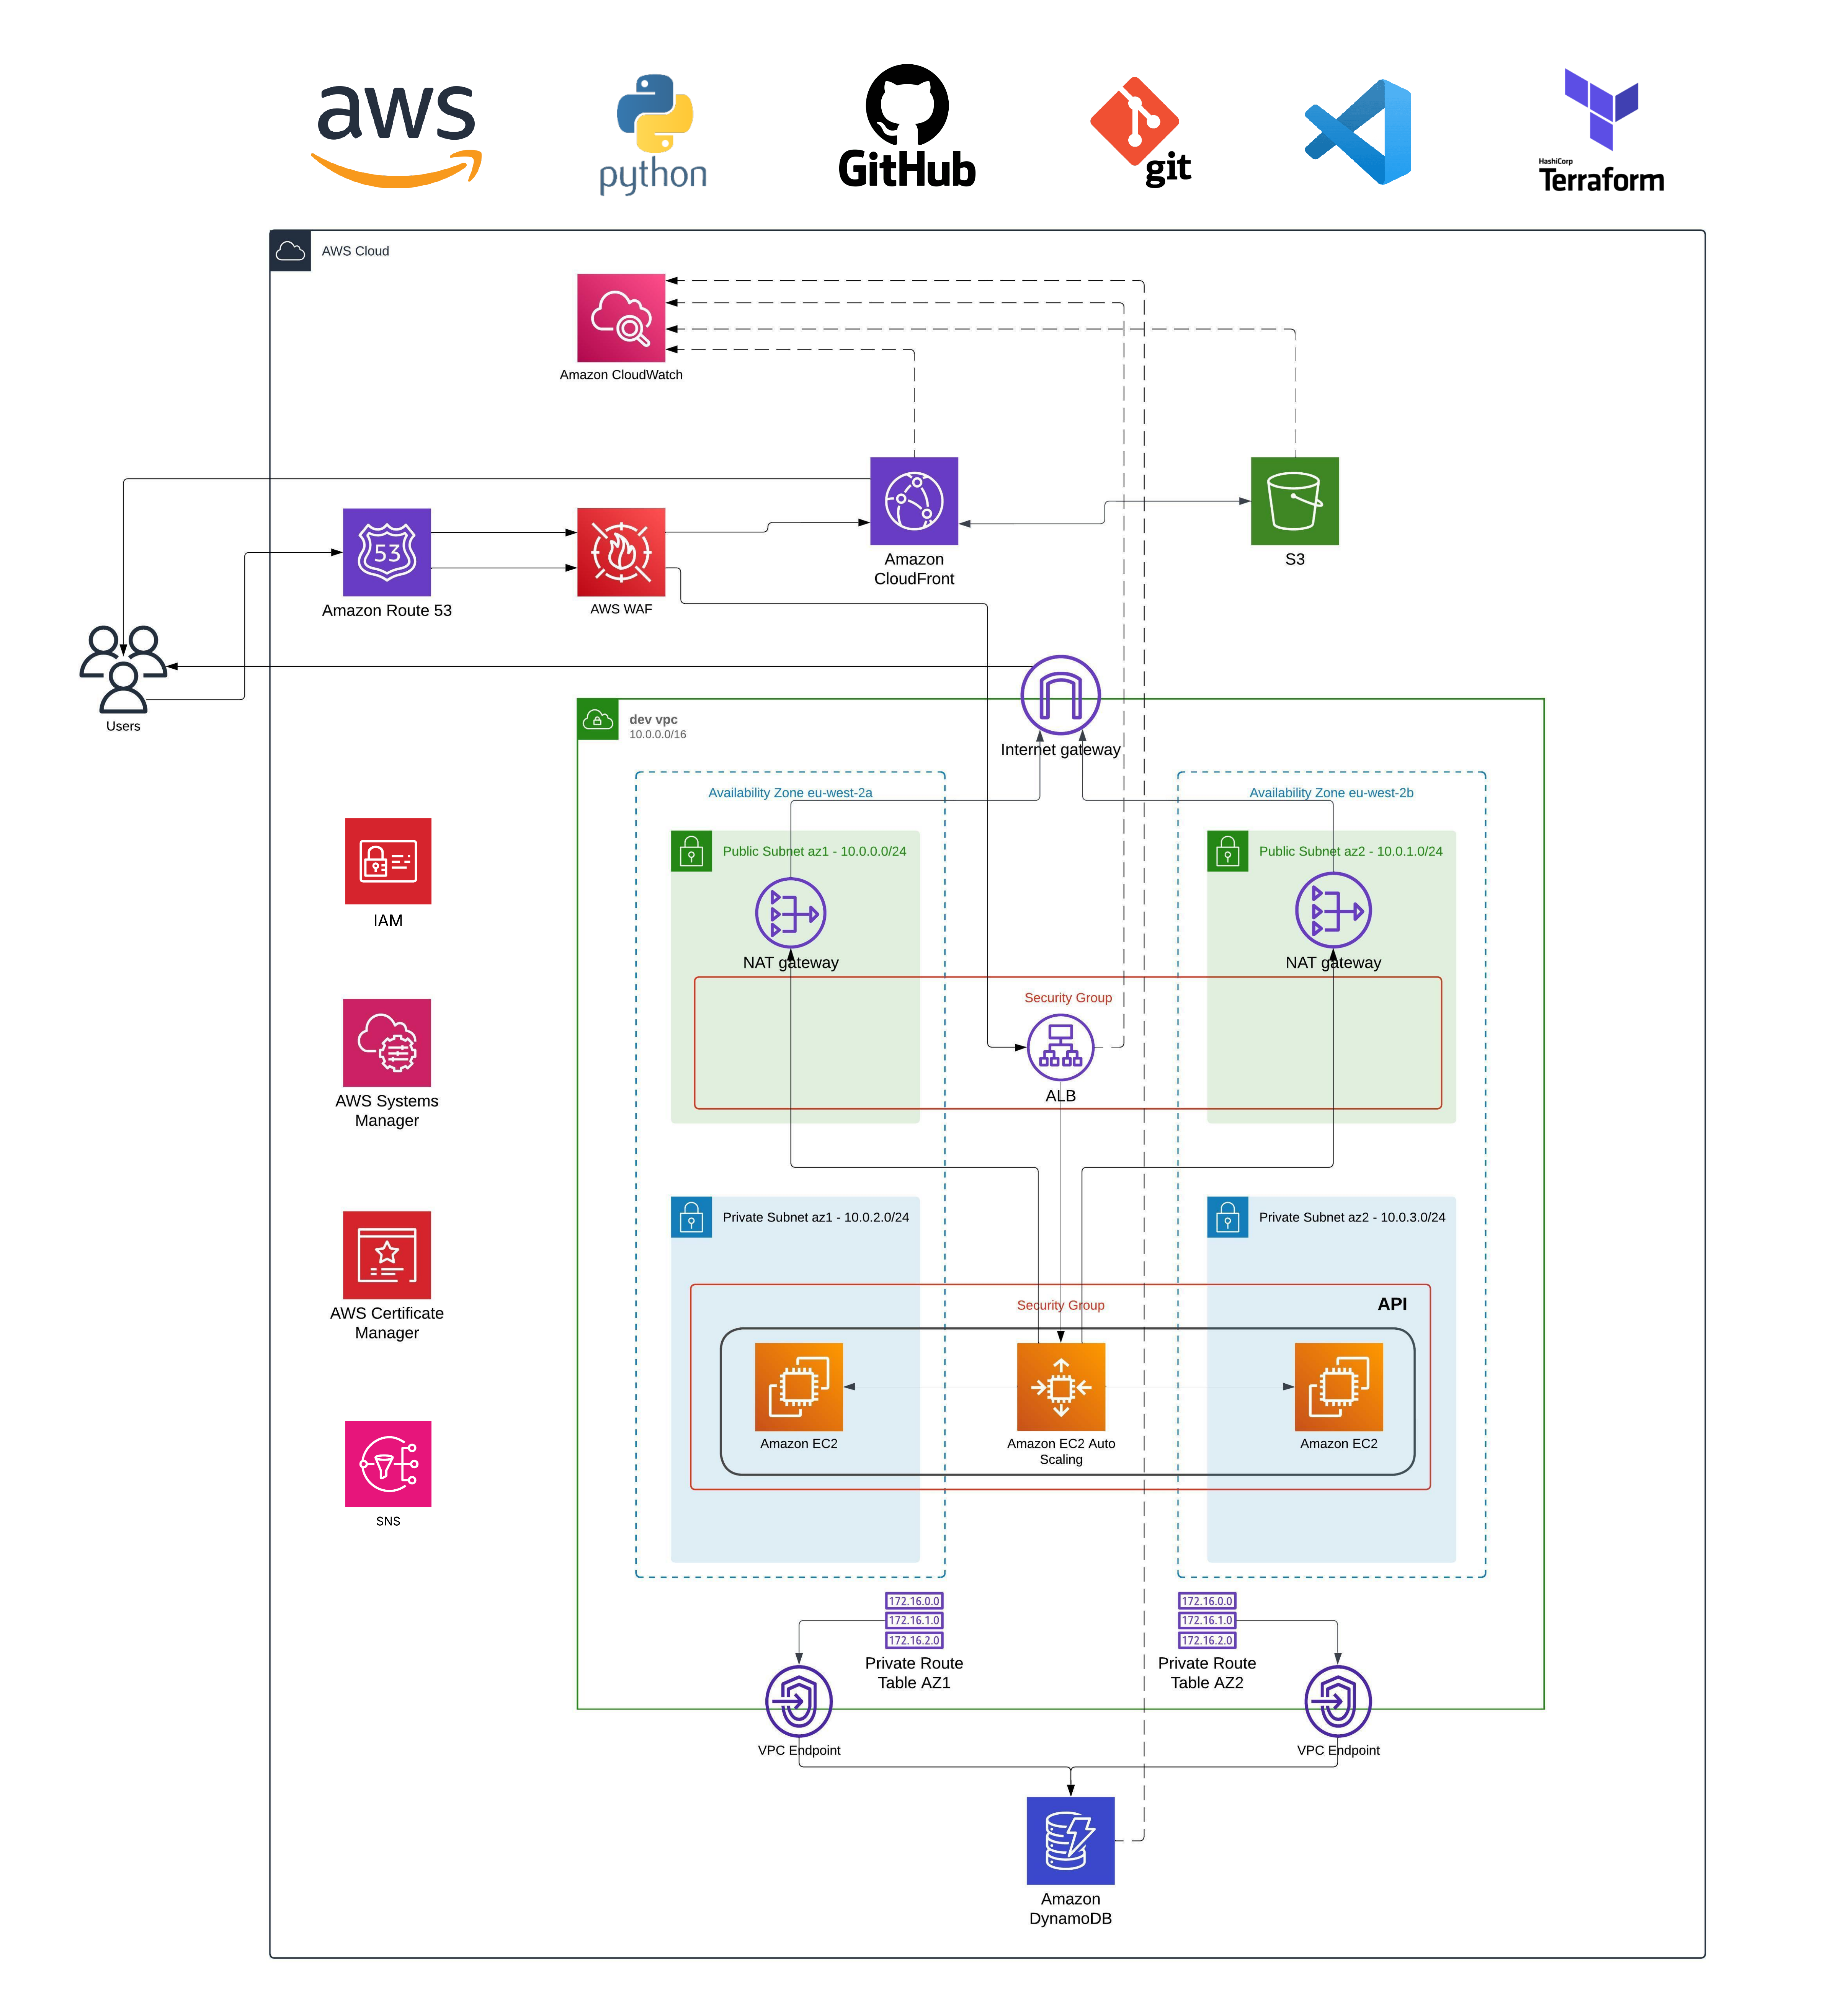 aws
python
GitHub
git
HashiCorp
Terraform
AWS Cloud
Amazon CloudWatch
53
Amazon Route 53
AWS WAF
Amazon
CloudFront
S3
Users
dev vpc
10.0.0.0/16
Internet gateway
Availability Zone eu-west-2a
Availability Zone eu-west-2b
Public Subnet az1 - 10.0.0.0/24
Public Subnet az2 - 10.0.1.0/24
IAM
NAT gateway
NAT gateway
Security Group
ALB
AWS Systems
Manager
Private Subnet az1 - 10.0.2.0/24
Private Subnet az2 - 10.0.3.0/24
AWS Certificate
Manager
Security Group
API
Amazon EC2
Amazon EC2 Auto
Scaling
Amazon EC2
SNS
172.16.0.0
172.16.1.0
172.16.2.0
Private Route
Table AZ1
172.16.0.0
172.16.1.0
172.16.2.0
Private Route
Table AZ2
VPC Endpoint
VPC Endpoint
Amazon
DynamoDB